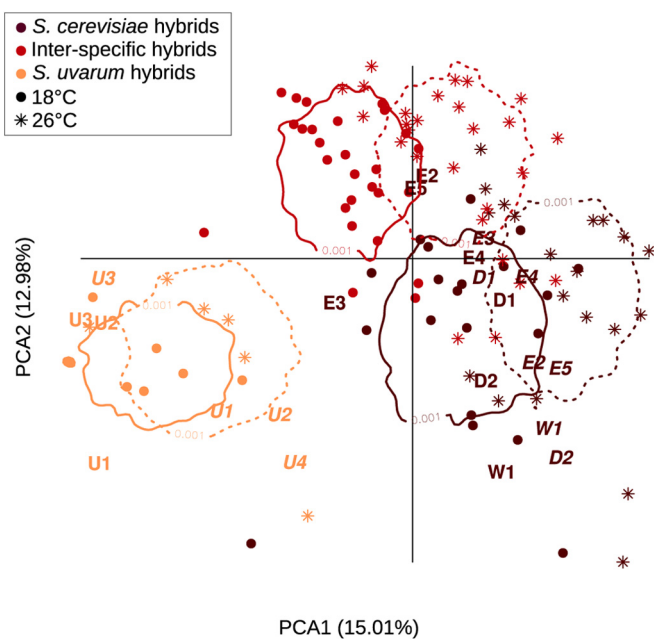 S. cerevisiae hybrids
Inter-specific hybrids
S. uvarum hybrids
18°C
26°C
E2
E5
0.001
0.001
0.001
E3
E4
U3
D1
E4
D1
E3
0.001
U3
U2
E2
E5
D2
U1
U2
0.001
0.001
W1
D2
U1
U4
W1
PCA2 (12.98%)
PCA1 (15.01%)